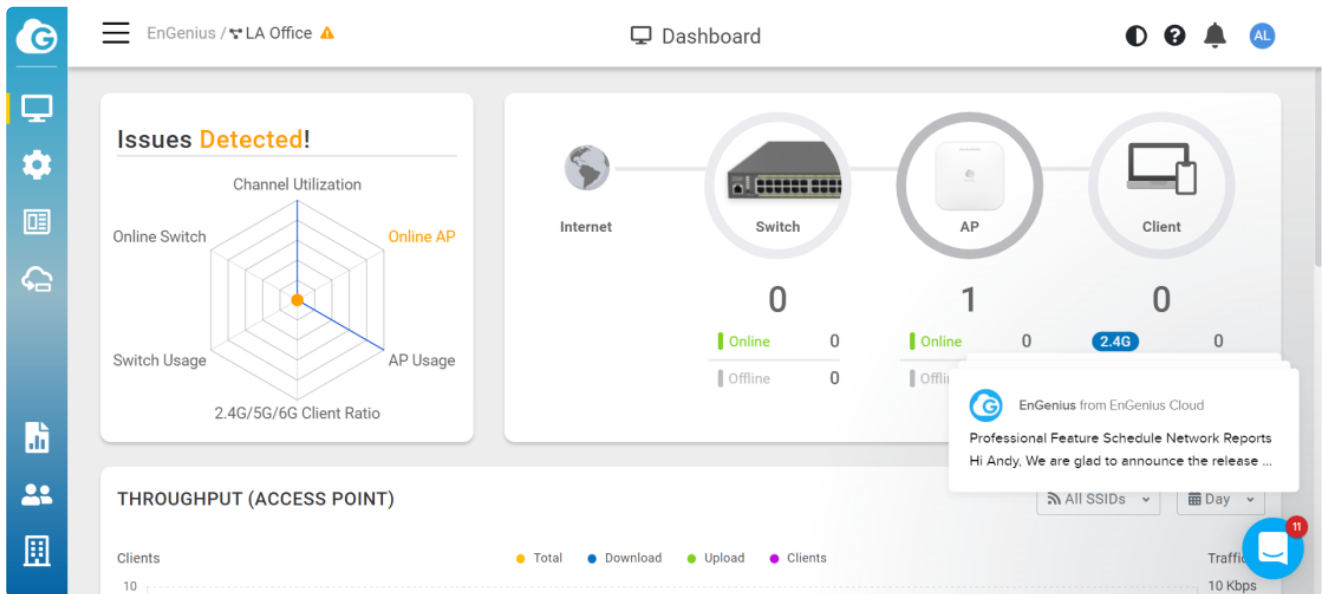 EnGenius / LA Office
Dashboard
AL
Issues Detected!
Channel Utilization
Online Switch
Online AP
Switch Usage
AP Usage
2.4G/5G/6G Client Ratio
Internet
Switch
AP
Client
0
1
0
Online 0
Online 0
2.4G 0
Offline 0
EnGenius from EnGenius Cloud
Professional Feature Schedule Network Reports
Hi Andy, We are glad to announce the release ...
THROUGHPUT (ACCESS POINT)
All SSIDs
Day
11
Clients
Total
Download
Upload
Clients
10
10 Kbps